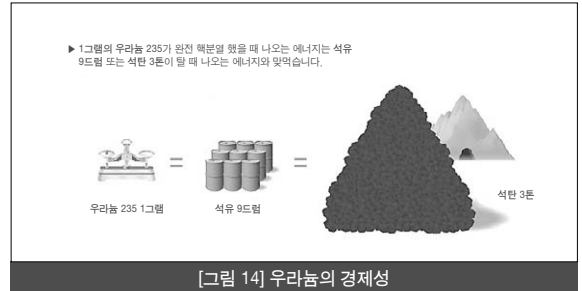 ▶ 1그램의 우라늄 235가 완전 핵분열 했을 때 나오는 에너지는 석유
9드럼 또는 석탄 3톤이 탈 때 나오는 에너지와 맞먹습니다.
=
=
우라늄 235 1그램
석유 9드럼
석탄 3톤
[그림 14] 우라늄의 경제성